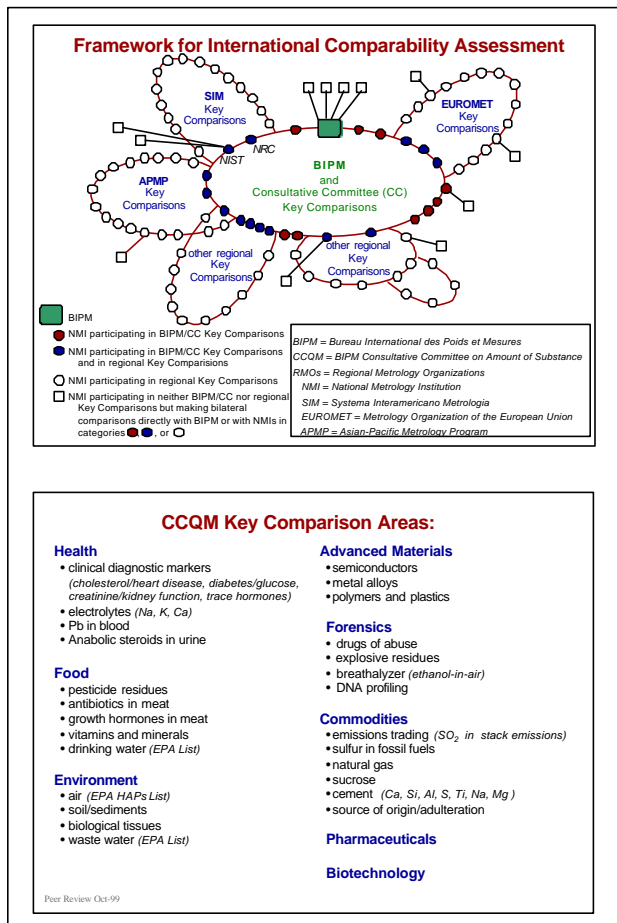 Framework for International Comparability Assessment
SIM
Key
Comparisons
EUROMET
Key
Comparisons
NIST
NRC
BIPM
and
Consultative Committee (CC)
Key Comparisons
APMP
Key
Comparisons
other regional
Key
Comparisons
other regional
Key
Comparisons
BIPM
NMI participating in BIPM/CC Key Comparisons
NMI participating in BIPM/CC Key Comparisons
and in regional Key Comparisons
NMI participating in regional Key Comparisons
NMI participating in neither BIPM/CC nor regional
Key Comparisons but making bilateral
comparisons directly with BIPM or with NMIs in
categories , , or
BIPM = Bureau International des Poids et Mesures
CCQM = BIPM Consultative Committee on Amount of Substance
RMOs = Regional Metrology Organizations
NMI = National Metrology Institution
SIM = Systema Interamericano Metrologia
EUROMET = Metrology Organization of the European Union
APMP = Asian-Pacific Metrology Program
CCQM Key Comparison Areas:
Health
• clinical diagnostic markers
(cholesterol/heart disease, diabetes/glucose,
creatinine/kidney function, trace hormones)
• electrolytes (Na, K, Ca)
• Pb in blood
• Anabolic steroids in urine
Food
• pesticide residues
• antibiotics in meat
• growth hormones in meat
• vitamins and minerals
• drinking water (EPA List)
Environment
• air (EPA HAPs List)
• soil/sediments
• biological tissues
• waste water (EPA List)
Advanced Materials
• semiconductors
• metal alloys
• polymers and plastics
Forensics
• drugs of abuse
• explosive residues
• breathalyzer (ethanol-in-air)
• DNA profiling
Commodities
• emissions trading (SO2 in stack emissions)
• sulfur in fossil fuels
• natural gas
• sucrose
• cement (Ca, Si, Al, S, Ti, Na, Mg )
• source of origin/adulteration
Pharmaceuticals
Biotechnology
Peer Review Oct-99